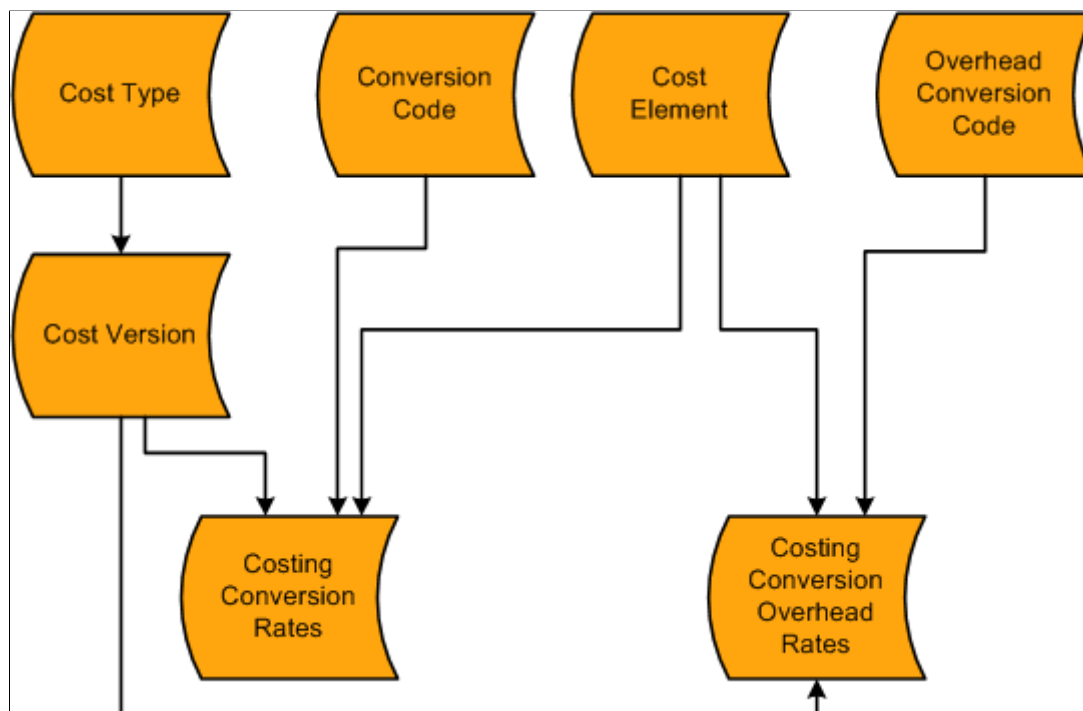 Cost Type
Conversion
Code
Cost
Element
Overhead
Conversion
Code
Cost Version
Costing
Conversion
Rates
Costing
Conversion
Overhead
Rates